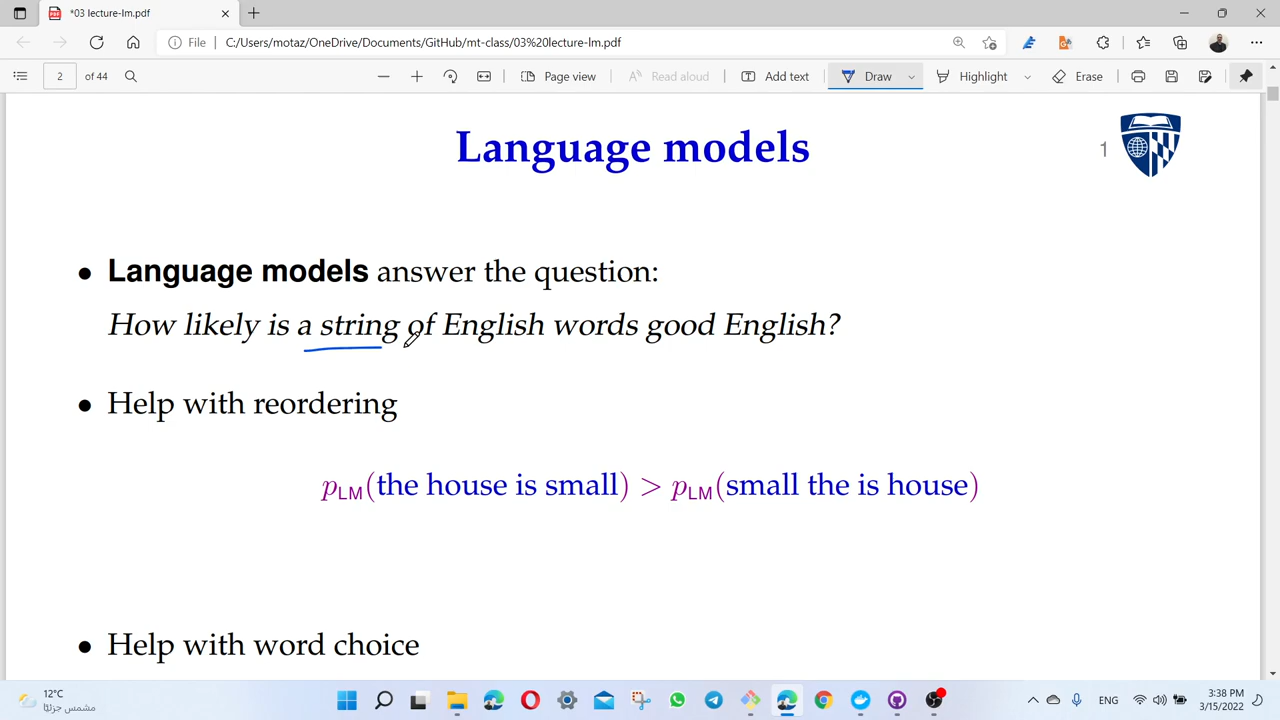 *03 lecture-lm.pdf
File C:/Users/motaz/OneDrive/Documents/GitHub/mt-class/03%20lecture-lm.pdf
2 of 44 Page view Read aloud Add text Draw Highlight Erase
Language models
1
• Language models answer the question:
How likely is a string of English words good English?
• Help with reordering
pLM(the house is small) > pLM(small the is house)
• Help with word choice
12°C
مشمس جزئيًا
ENG
3:38 PM
3/15/2022